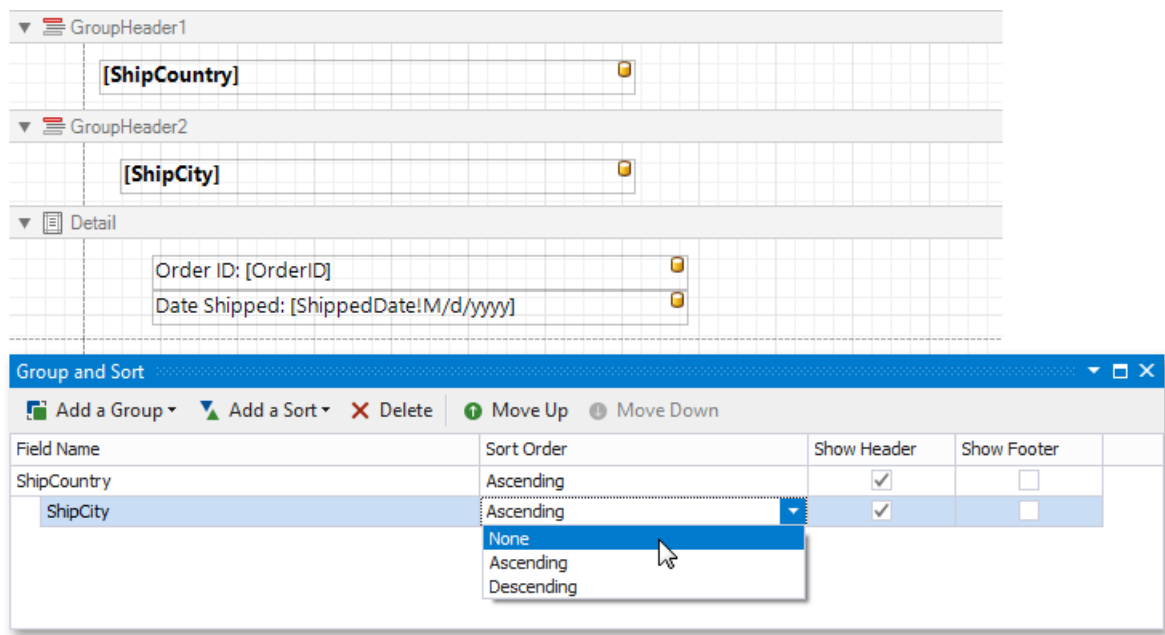 GroupHeader1
[ShipCountry]
GroupHeader2
[ShipCity]
Detail
Order ID: [OrderID]
Date Shipped: [ShippedDate!M/d/yyyy]
Group and Sort
Add a Group Add a Sort Delete Move Up Move Down
Field Name Sort Order Show Header Show Footer
ShipCountry Ascending
ShipCity Ascending
None
Ascending
Descending